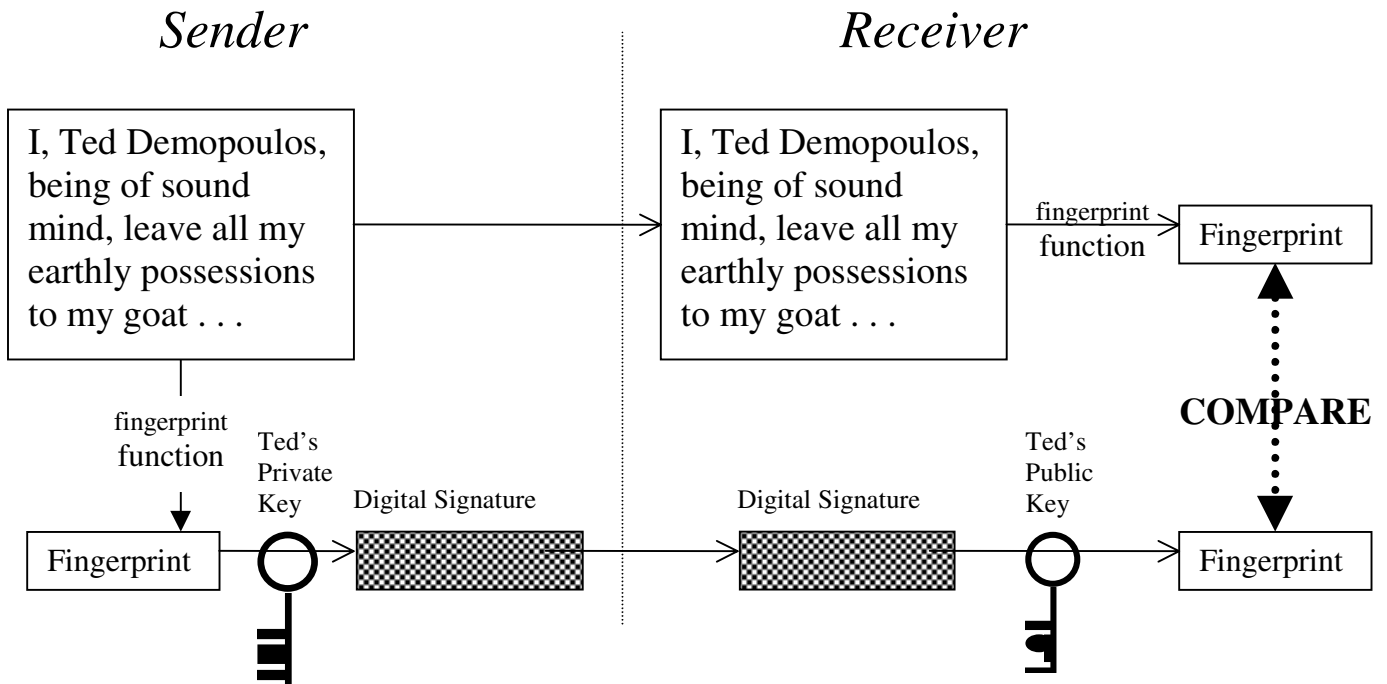 Sender
Receiver
I, Ted Demopoulos,
being of sound
mind, leave all my
earthly possessions
to my goat . . .
I, Ted Demopoulos,
being of sound
mind, leave all my
earthly possessions
to my goat . . .
fingerprint
function
Fingerprint
COMPARE
fingerprint
function
Ted’s
Private
Key
Digital Signature
Digital Signature
Ted’s
Public
Key
Fingerprint
Fingerprint